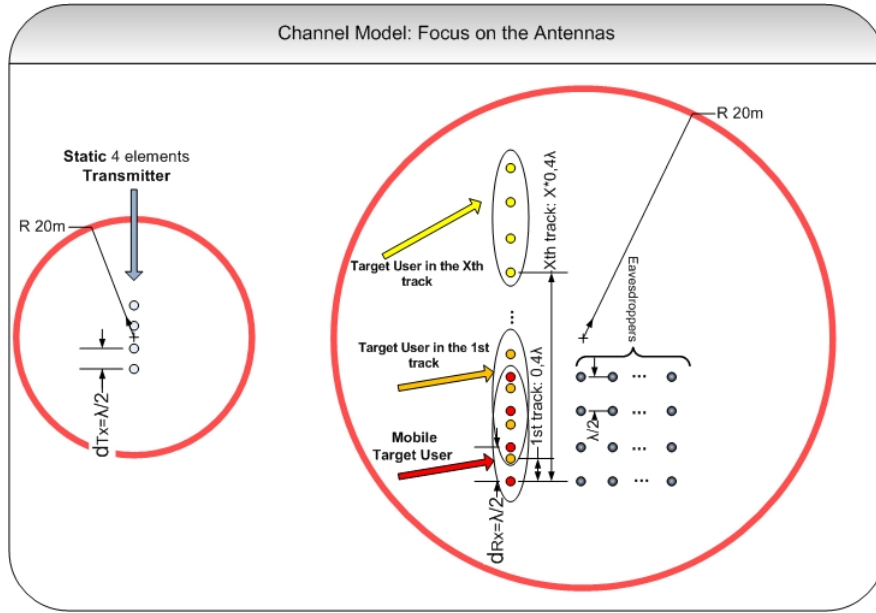 Channel Model: Focus on the Antennas
Static 4 elements
Transmitter
R 20m
dTx=λ/2
R 20m
Target User in the Xth
track
Xth track: X*0,4λ
Eavesdroppers
...
Target User in the 1st
track
1st track: 0,4λ
Mobile
Target User
dRx=λ/2
λ/2
...
...
...
...